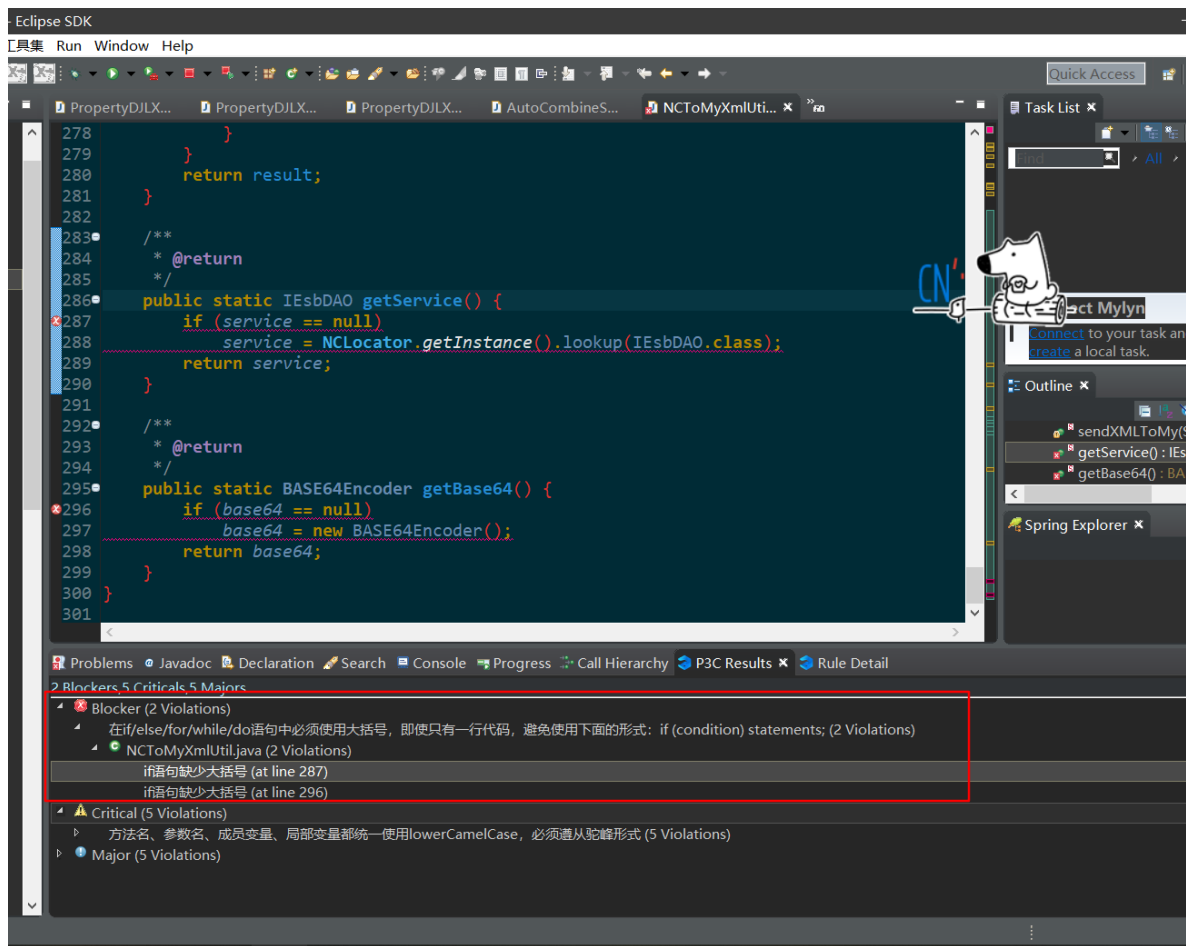 - Eclipse SDK
工具集 Run Window Help
Quick Access
PropertyDJLX... PropertyDJLX... PropertyDJLX... AutoCombineS... NCToMyXmlUti... Task List
278 }
279 }
280 return result;
281 }
282
283 /**
284 * @return
285 */
286 public static IEsbDAO getService() {
287 if (service == null)
288 service = NCLocator.getInstance().lookup(IEsbDAO.class);
289 return service;
290 }
291
292 /**
293 * @return
294 */
295 public static BASE64Encoder getBase64() {
296 if (base64 == null)
297 base64 = new BASE64Encoder();
298 return base64;
299 }
300 }
301
Find All
CN
ct Mylyn
Connect to your task an
create a local task.
Outline
sendXMLToMy(S
getService() : IEs
getBase64() : BA
Spring Explorer
Problems Javadoc Declaration Search Console Progress Call Hierarchy P3C Results Rule Detail
2 Blockers,5 Criticals,5 Majors
Blocker (2 Violations)
在if/else/for/while/do语句中必须使用大括号，即使只有一行代码，避免使用下面的形式：if (condition) statements; (2 Violations)
NCToMyXmlUtil.java (2 Violations)
if语句缺少大括号 (at line 287)
if语句缺少大括号 (at line 296)
Critical (5 Violations)
方法名、参数名、成员变量、局部变量都统一使用lowerCamelCase，必须遵从驼峰形式 (5 Violations)
Major (5 Violations)